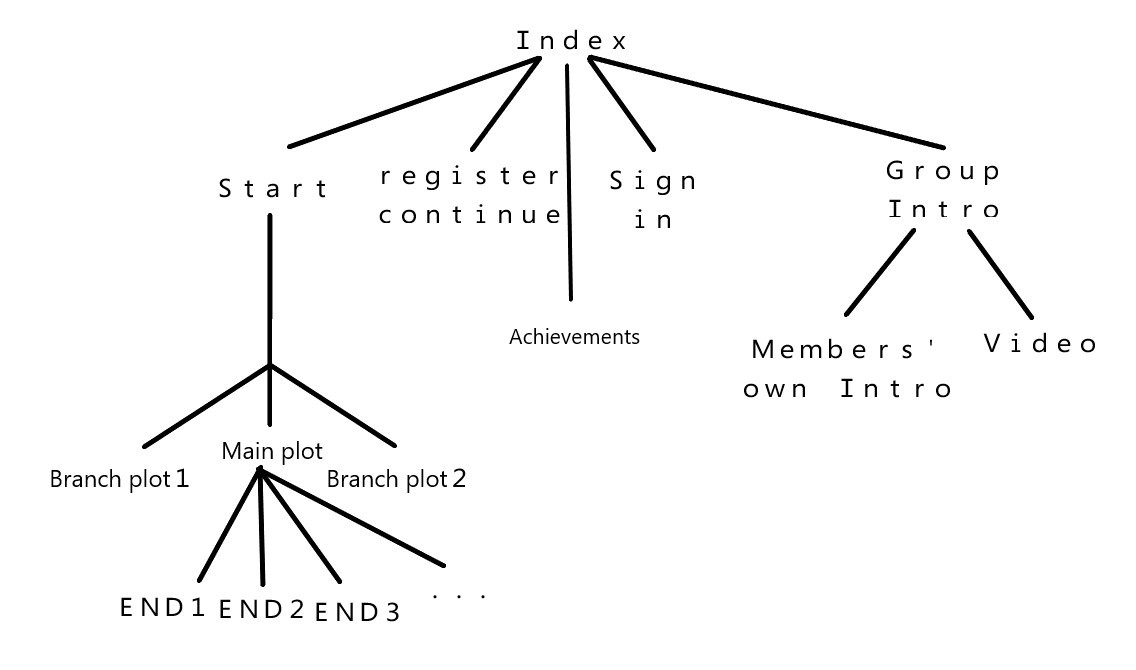 Index
Start
register
continue
Sign
in
Group
Intro
Achievements
Members'
own Intro
Video
Branch plot 1
Main plot
Branch plot 2
END1
END2
END3
. . .